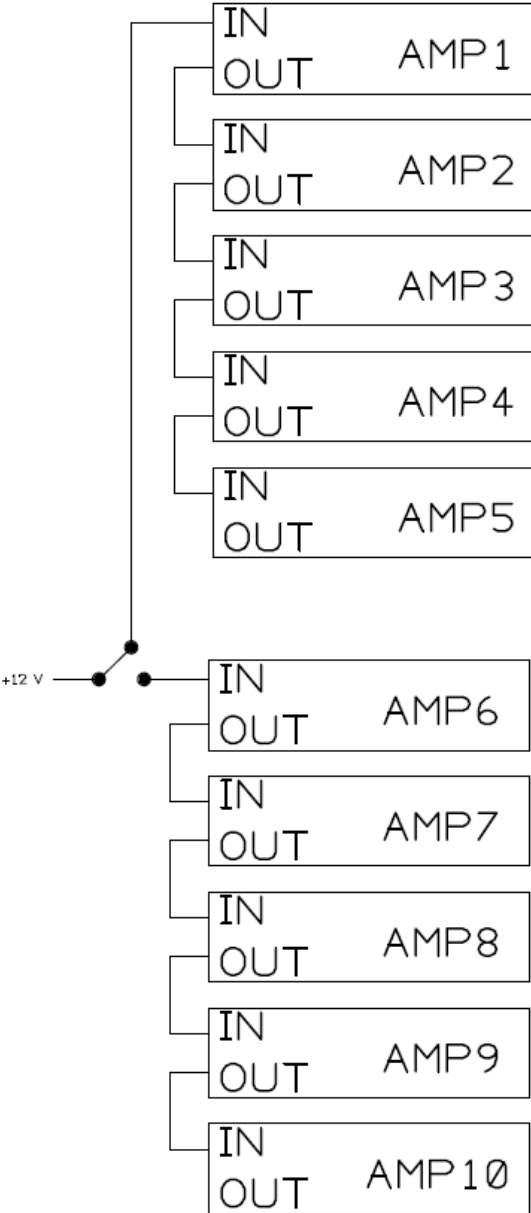 IN
OUT AMP1
IN
OUT AMP2
IN
OUT AMP3
IN
OUT AMP4
IN
OUT AMP5
+12 V
IN
OUT AMP6
IN
OUT AMP7
IN
OUT AMP8
IN
OUT AMP9
IN
OUT AMP10